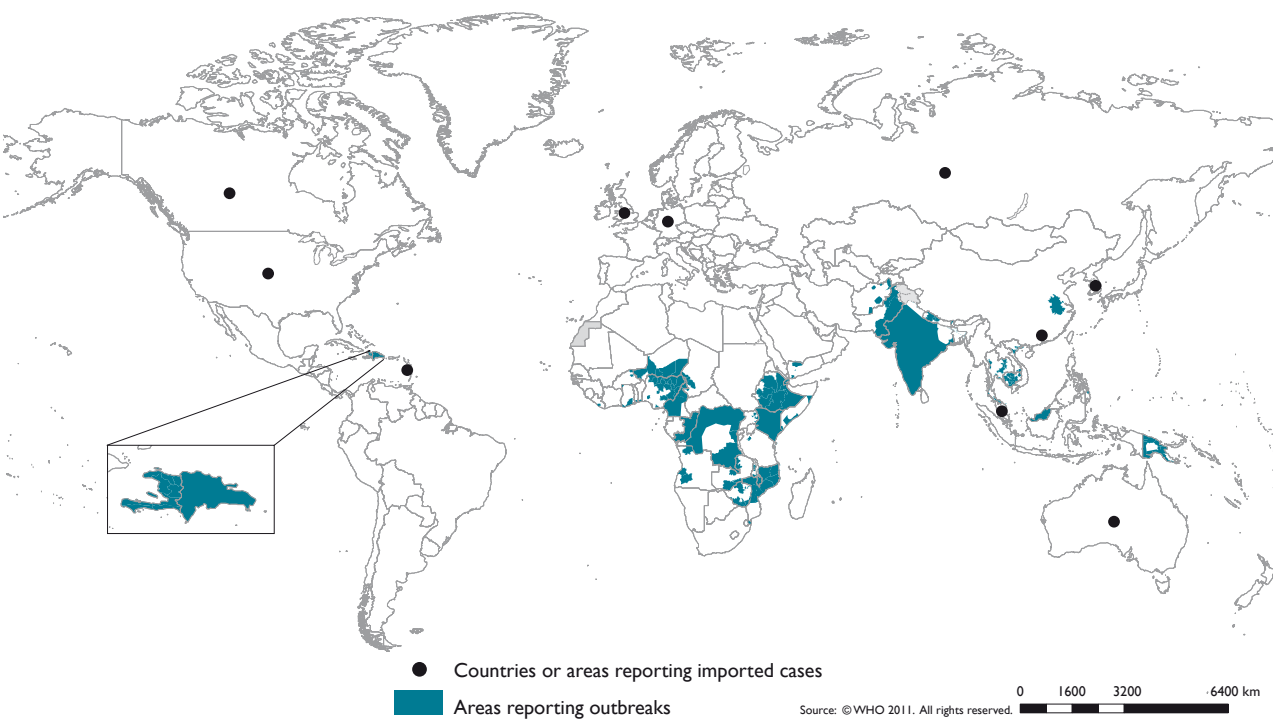 Countries or areas reporting imported cases
Areas reporting outbreaks
Source: © WHO 2011. All rights reserved.
0 1600 3200 6400 km